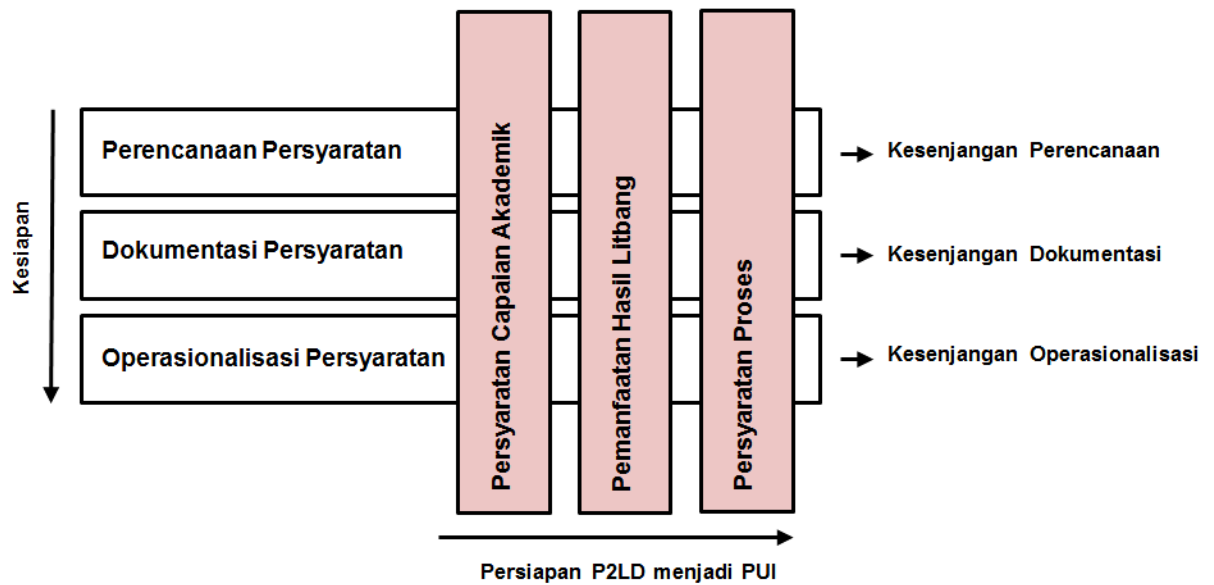 Kesiapan
Perencanaan Persyaratan
Dokumentasi Persyaratan
Operasionalisasi Persyaratan
Persyaratan Capaian Akademik
Pemanfaatan Hasil Litbang
Persyaratan Proses
Kesenjangan Perencanaan
Kesenjangan Dokumentasi
Kesenjangan Operasionalisasi
Persiapan P2LD menjadi PUI